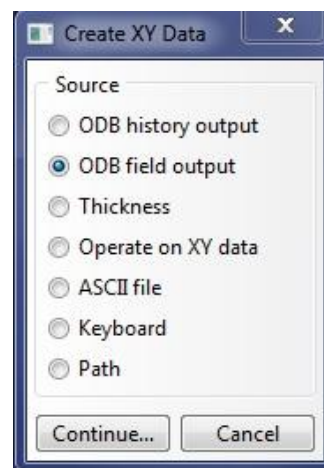 Create XY Data
X
Source
ODB history output
ODB field output
Thickness
Operate on XY data
ASCII file
Keyboard
Path
Continue... Cancel